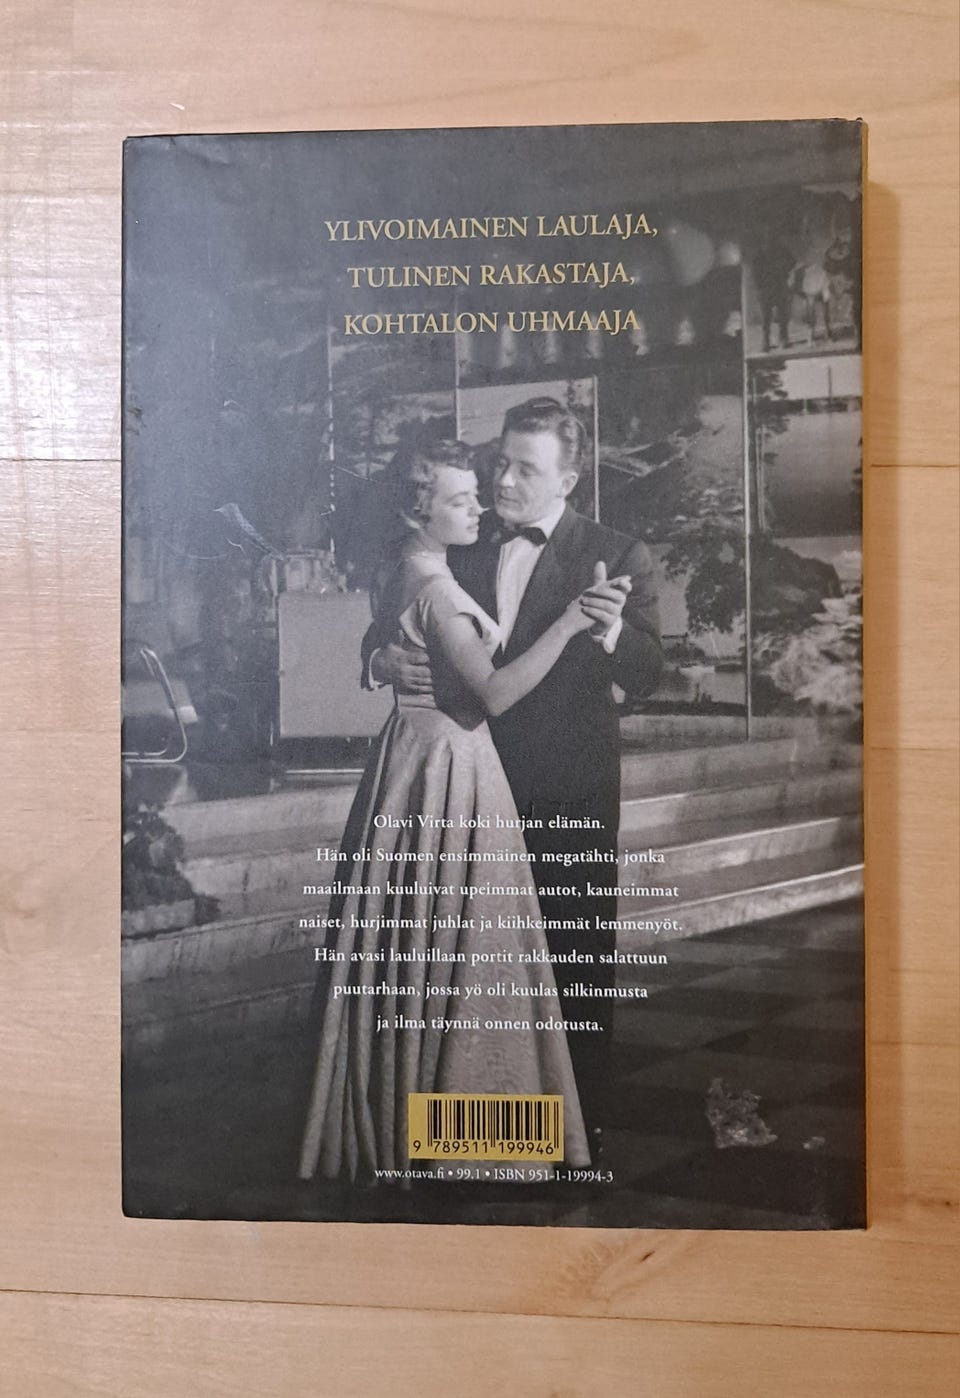 YLIVOIMAINEN LAULAJA,
TULINEN RAKASTAJA,
KOHTALON UHMAAJA
Olavi Virta koki hurjan elämän.
Hän oli Suomen ensimmäinen megatähti, jonka
maailmaan kuuluivat upeimmat autot, kauneimmat
naiset, hurjimmat juhlat ja kiihkeimmät lemmenyöt.
Hän avasi lauluillaan portit rakkauden salattuun
puutarhaan, jossa yö oli kuulas silkinmusta
ja ilma täynnä onnen odotusta.
9 789511 199946
www.otava.fi • 99.1 • ISBN 951-1-19994-3